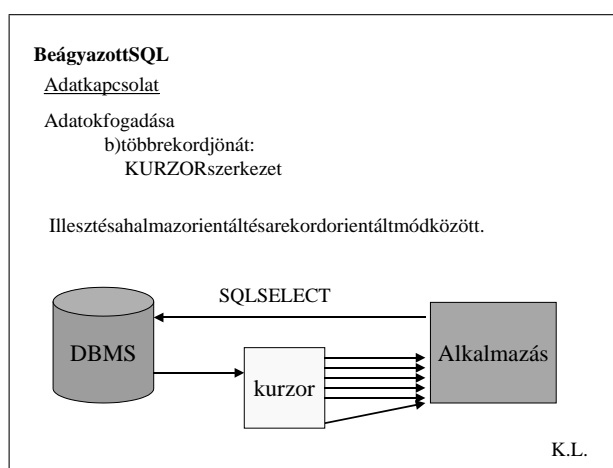 BeágyazottSQL
Adatkapcsolat
Adatokfogadása
b)többrekordjönát:
KURZORszerkezet
Illesztésahalmazorientáltésarekordorientáltmódközött.
SQLSELECT
DBMS
Alkalmazás
kurzor
K.L.